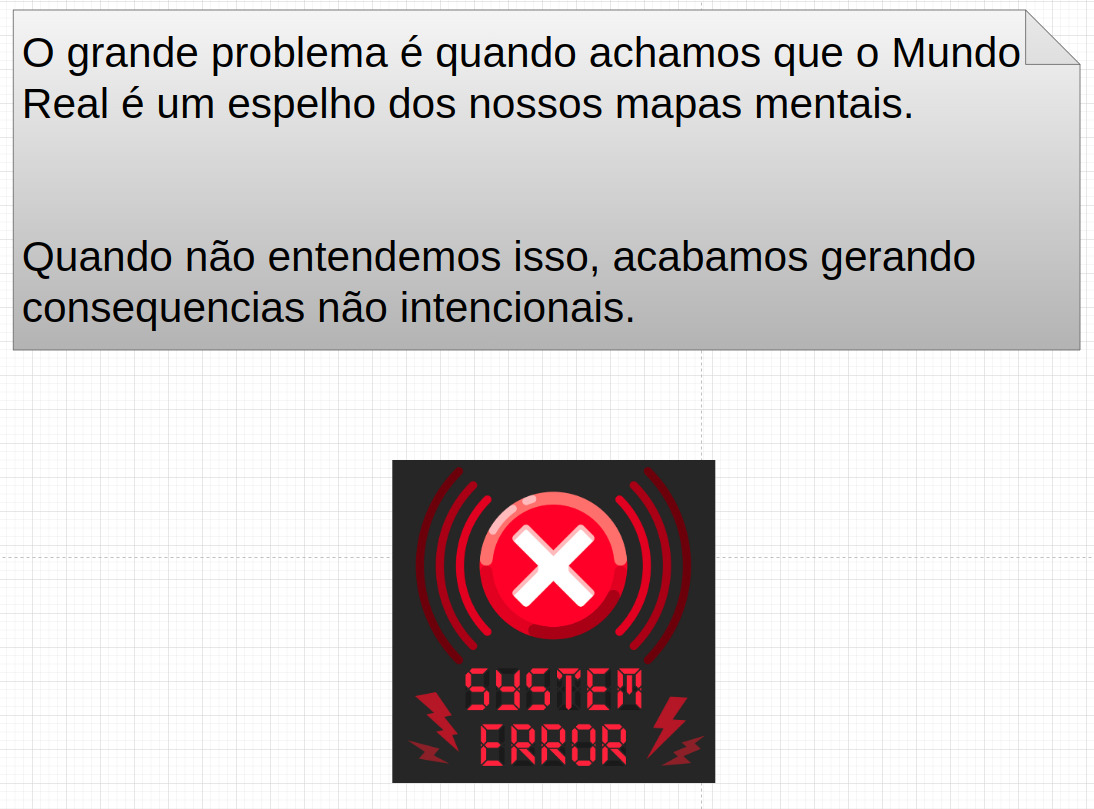 O grande problema é quando achamos que o Mundo
Real é um espelho dos nossos mapas mentais.
Quando não entendemos isso, acabamos gerando
consequencias não intencionais.
SYSTEM
ERROR